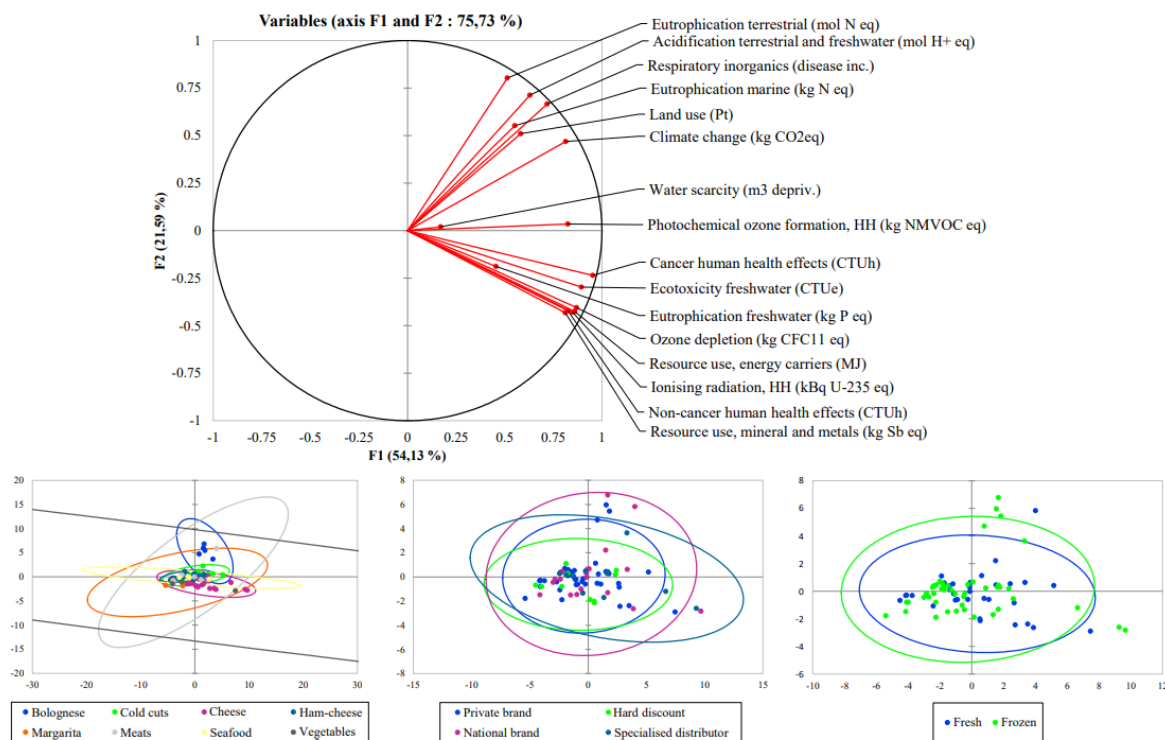 Variables (axis F1 and F2 : 75,73 %)
1
0.75
0.5
0.25
0
-0.25
-0.5
-0.75
-1
F2 (21,59 %)
-1 -0.75 -0.5 -0.25 0 0.25 0.5 0.75 1
F1 (54,13 %)
Eutrophication terrestrial (mol N eq)
Acidification terrestrial and freshwater (mol H+ eq)
Respiratory inorganics (disease inc.)
Eutrophication marine (kg N eq)
Land use (Pt)
Climate change (kg CO2eq)
Water scarcity (m3 depriv.)
Photochemical ozone formation, HH (kg NMVOC eq)
Cancer human health effects (CTUh)
Ecotoxicity freshwater (CTUe)
Eutrophication freshwater (kg P eq)
Ozone depletion (kg CFC11 eq)
Resource use, energy carriers (MJ)
Ionising radiation, HH (kBq U-235 eq)
Non-cancer human health effects (CTUh)
Resource use, mineral and metals (kg Sb eq)
20
15
10
5
0
-5
-10
-15
-20
-30 -20 -10 0 10 20 30
Bolognese Cold cuts Cheese Ham-cheese
Margarita Meats Seafood Vegetables
8
6
4
2
0
-2
-4
-6
-8
-15 -10 -5 0 5 10 15
Private brand Hard discount
National brand Specialised distributor
8
6
4
2
0
-2
-4
-6
-10 -8 -6 -4 -2 0 2 4 6 8 10 12
Fresh Frozen